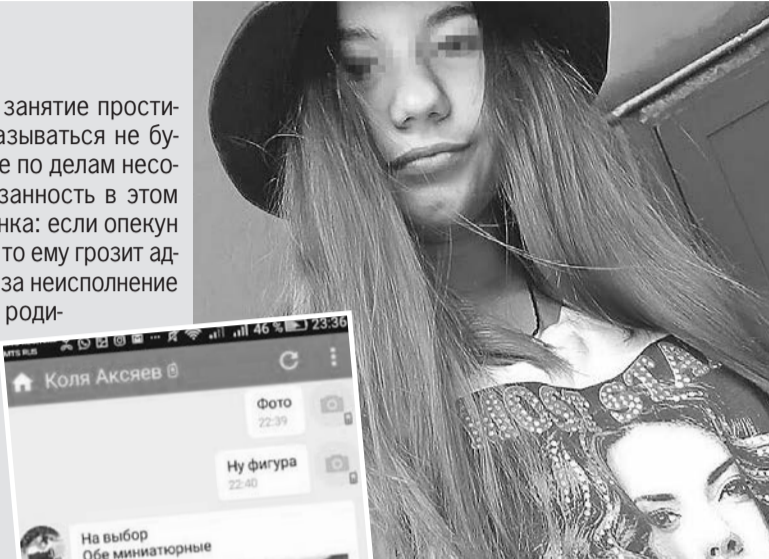 занятие прости-
азываться не бу-
е по делам несо-
занность в этом
нка: если опекун
то ему грозит ад-
за неисполнение
роди-
MTS RUS 46 % 23:36
Коля Аксяев
Фото
22:39
Ну фигура
22:40
На выбор
Обе миниатюрные